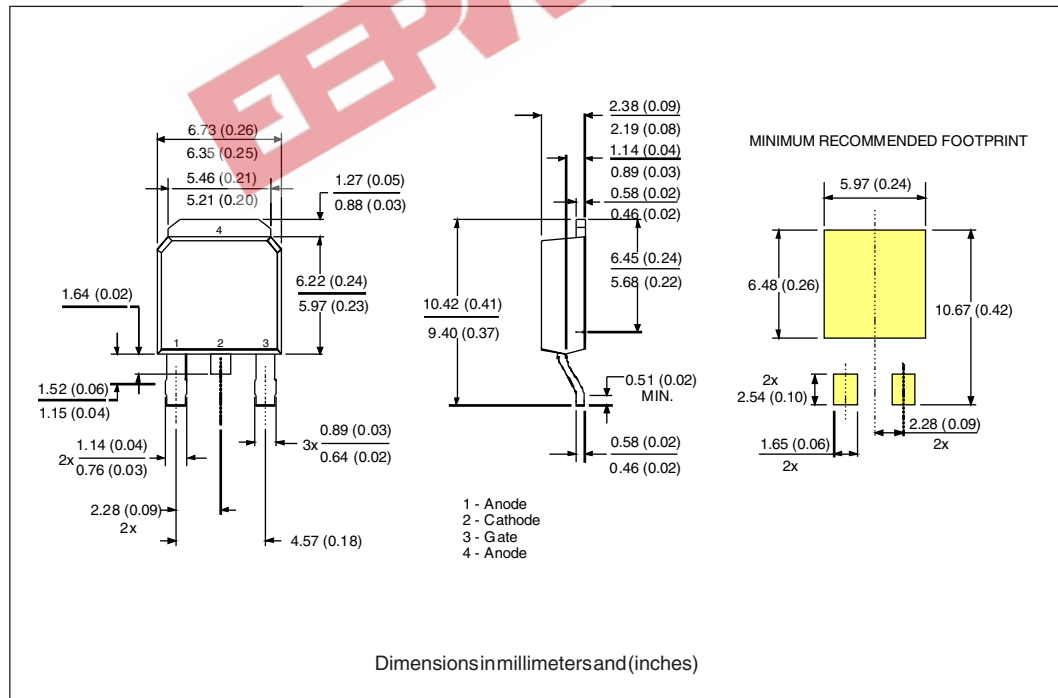 EEPW
6.73 (0.26)
6.35 (0.25)
5.46 (0.21)
5.21 (0.20)
1.27 (0.05)
0.88 (0.03)
4
6.22 (0.24)
5.97 (0.23)
1.64 (0.02)
1 2 3
1.52 (0.06)
1.15 (0.04)
2x 1.14 (0.04)
0.76 (0.03)
3x 0.89 (0.03)
0.64 (0.02)
2.28 (0.09)
2x
4.57 (0.18)
2.38 (0.09)
2.19 (0.08)
1.14 (0.04)
0.89 (0.03)
0.58 (0.02)
0.46 (0.02)
6.45 (0.24)
5.68 (0.22)
10.42 (0.41)
9.40 (0.37)
0.51 (0.02)
MIN.
0.58 (0.02)
0.46 (0.02)
1 - Anode
2 - Cathode
3 - Gate
4 - Anode
MINIMUM RECOMMENDED FOOTPRINT
5.97 (0.24)
6.48 (0.26)
10.67 (0.42)
2x
2.54 (0.10)
2.28 (0.09)
2x
1.65 (0.06)
2x
Dimensions in millimeters and (inches)